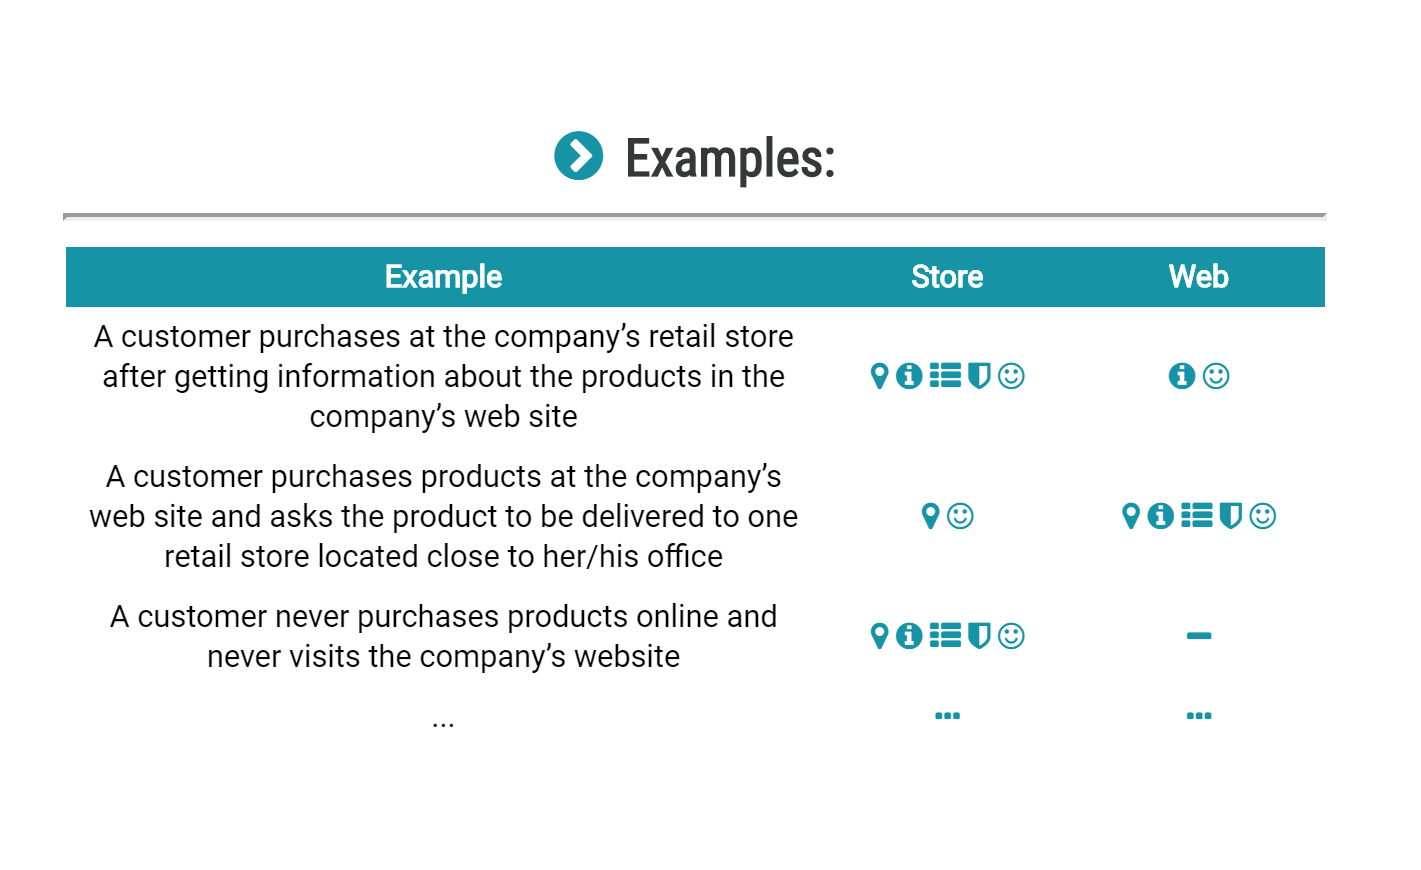 Examples:
Example Store Web
A customer purchases at the company’s retail store
after getting information about the products in the
company’s web site
A customer purchases products at the company’s
web site and asks the product to be delivered to one
retail store located close to her/his office
A customer never purchases products online and
never visits the company’s website
...